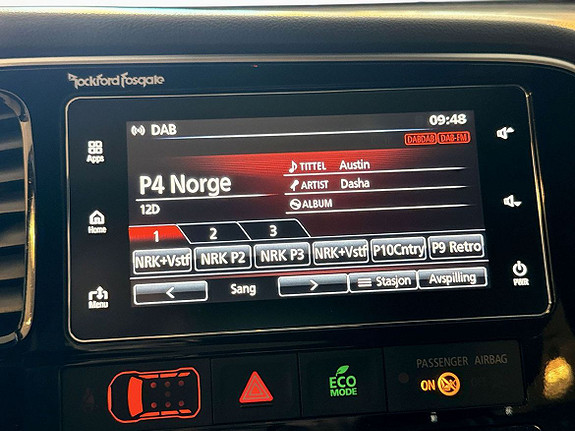 Rockford Fosgate
DAB
09:48
DABDAB DAB-FM
Apps
P4 Norge
TITTEL Austin
ARTIST Dasha
12D
ALBUM
Home
1 2 3
NRK+Vstf NRK P2 NRK P3 NRK+Vstf P10Cntry P9 Retro
Menu
< Sang > Stasjon Avspilling
PWR
ECO
MODE
PASSENGER AIRBAG
ON